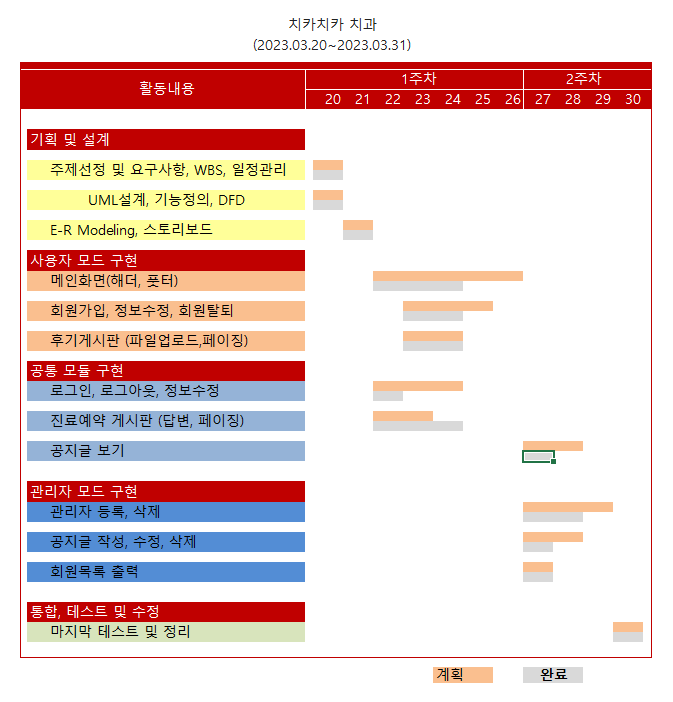 치카치카 치과
(2023.03.20~2023.03.31)
활동내용 1주차 2주차
20 21 22 23 24 25 26 27 28 29 30
기획 및 설계
주제선정 및 요구사항, WBS, 일정관리
UML설계, 기능정의, DFD
E-R Modeling, 스토리보드
사용자 모드 구현
메인화면(해더, 풋터)
회원가입, 정보수정, 회원탈퇴
후기게시판 (파일업로드,페이징)
공통 모듈 구현
로그인, 로그아웃, 정보수정
진료예약 게시판 (답변, 페이징)
공지글 보기
관리자 모드 구현
관리자 등록, 삭제
공지글 작성, 수정, 삭제
회원목록 출력
통합, 테스트 및 수정
마지막 테스트 및 정리
계획 완료